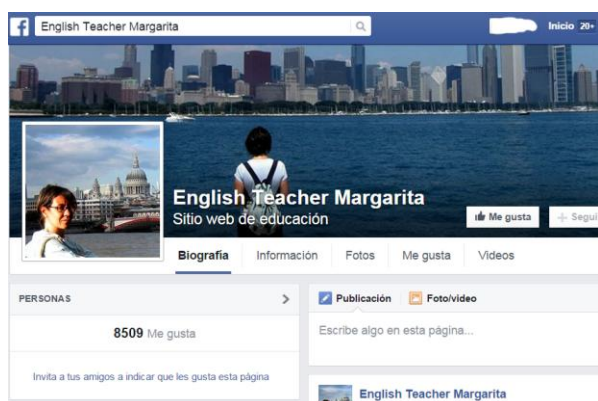 English Teacher Margarita
Inicio 20+
English Teacher Margarita
Sitio web de educación
Me gusta
+ Segui
Biografía Información Fotos Me gusta Videos
PERSONAS
8509 Me gusta
Invita a tus amigos a indicar que les gusta esta página
Publicación Foto/video
Escribe algo en esta página...
English Teacher Margarita